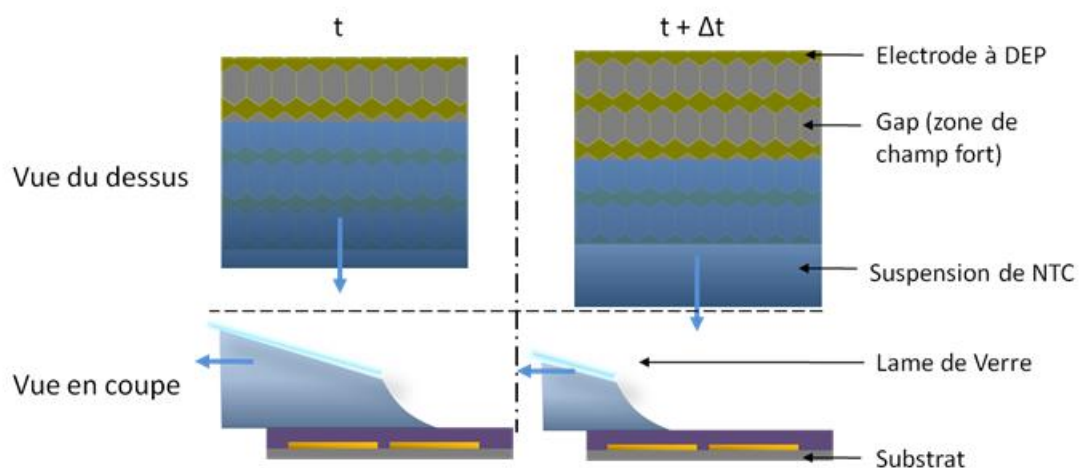 t
t + Δt
Electrode à DEP
Gap (zone de
champ fort)
Vue du dessus
Suspension de NTC
Lame de Verre
Vue en coupe
Substrat